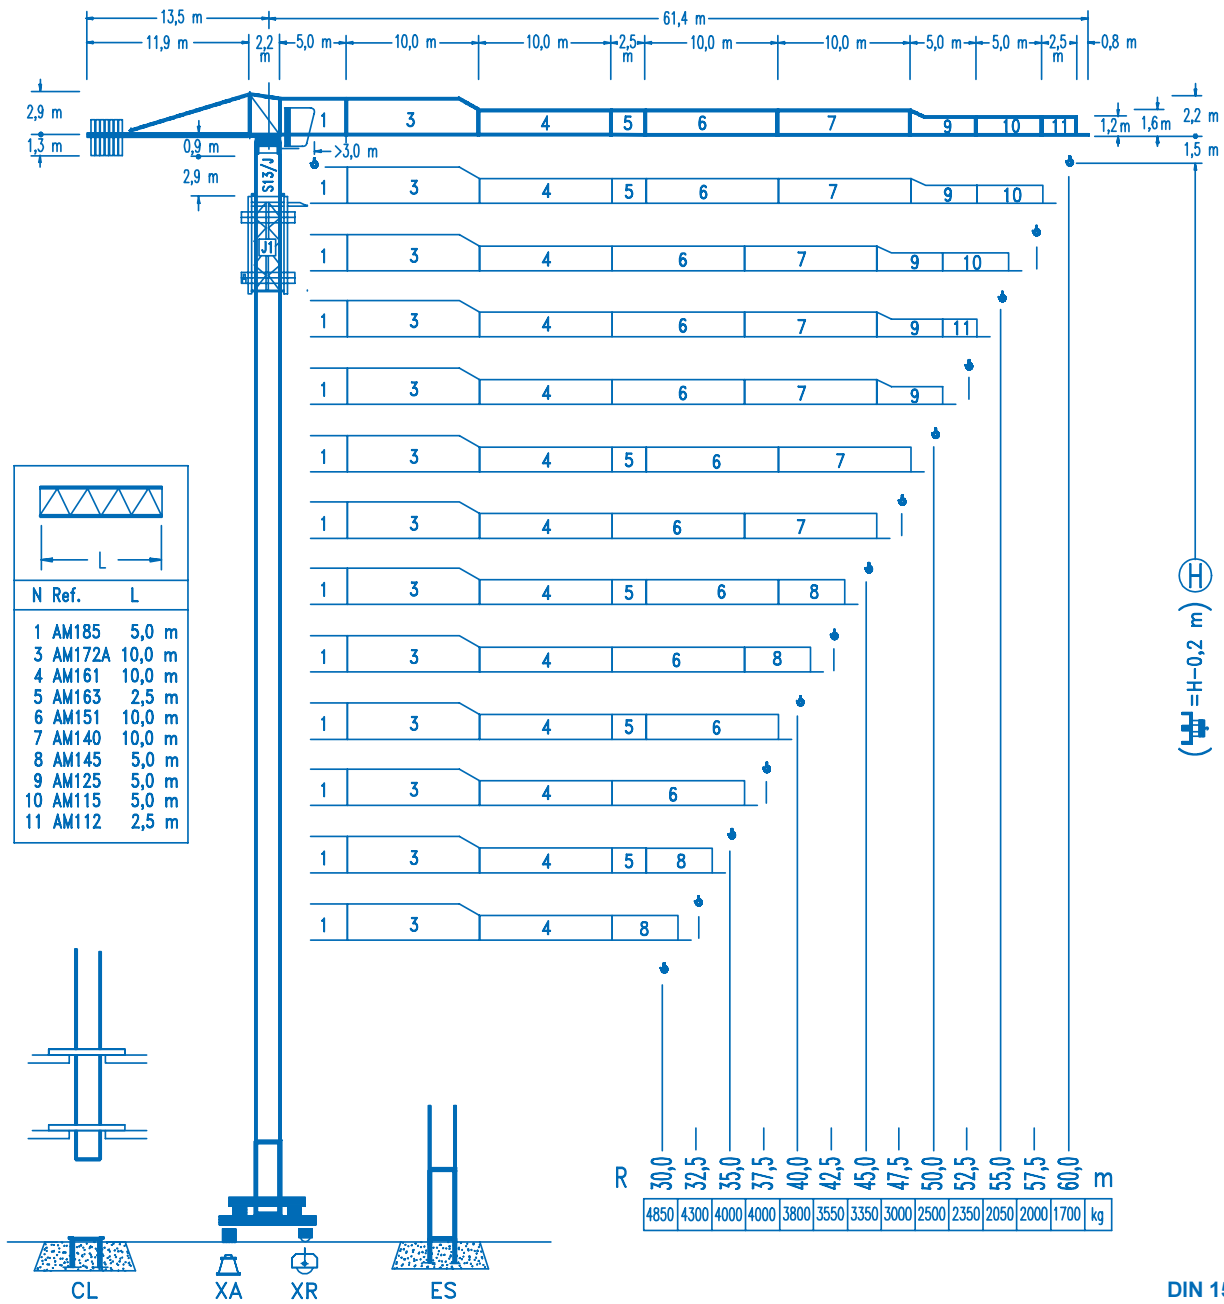 13,5 m 61,4 m
11,9 m 2,2 m 5,0 m 10,0 m 10,0 m 2,5 m 10,0 m 10,0 m 5,0 m 5,0 m 2,5 m 0,8 m
2,9 m 1 3 4 5 6 7 9 10 11 1,2 m 1,6 m 2,2 m
1,3 m 0,9 m >3,0 m 1,5 m
2,9 m S13/J 1 3 4 5 6 7 9 10
J1 1 3 4 6 7 9 10
1 3 4 6 7 9 11
1 3 4 6 7 9
1 3 4 5 6 7
1 3 4 6 7
1 3 4 5 6 8
1 3 4 6 8
1 3 4 5 6
1 3 4 6
1 3 4 5 8
1 3 4 8
H
( =H-0,2 m )
L
N Ref. L
1 AM185 5,0 m
3 AM172A 10,0 m
4 AM161 10,0 m
5 AM163 2,5 m
6 AM151 10,0 m
7 AM140 10,0 m
8 AM145 5,0 m
9 AM125 5,0 m
10 AM115 5,0 m
11 AM112 2,5 m
R 30,0 32,5 35,0 37,5 40,0 42,5 45,0 47,5 50,0 52,5 55,0 57,5 60,0 m
4850 4300 4000 4000 3800 3550 3350 3000 2500 2350 2050 2000 1700 kg
CL XA XR ES
DIN